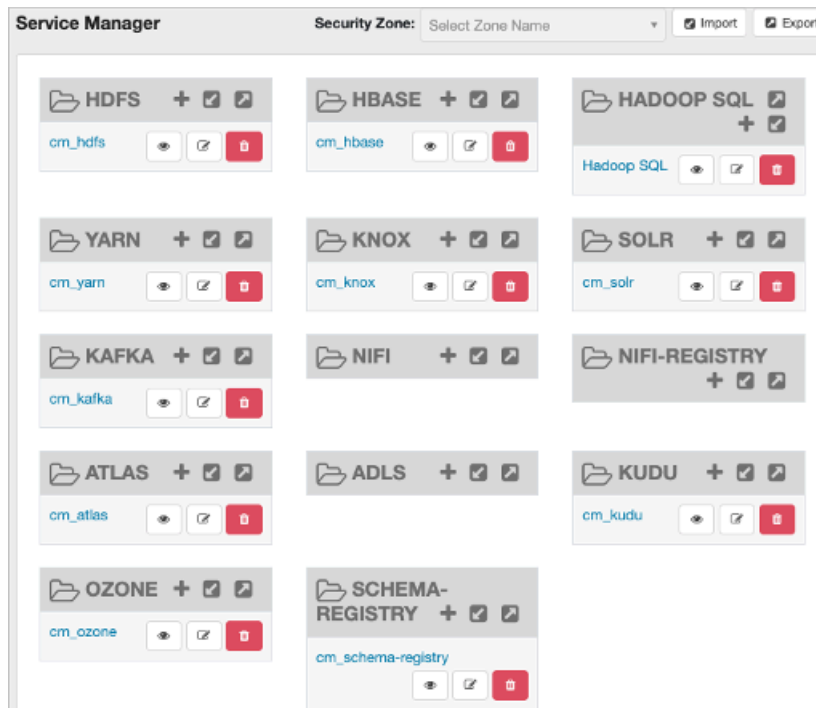 Service Manager
Security Zone: Select Zone Name Import Export
HDFS HBASE HADOOP SQL
cm_hdfs cm_hbase
Hadoop SQL
YARN KNOX SOLR
cm_yarn cm_knox cm_solr
KAFKA NIFI NIFI-REGISTRY
cm_kafka
ATLAS ADLS KUDU
cm_atlas cm_kudu
OZONE SCHEMA-
REGISTRY
cm_ozone
cm_schema-registry